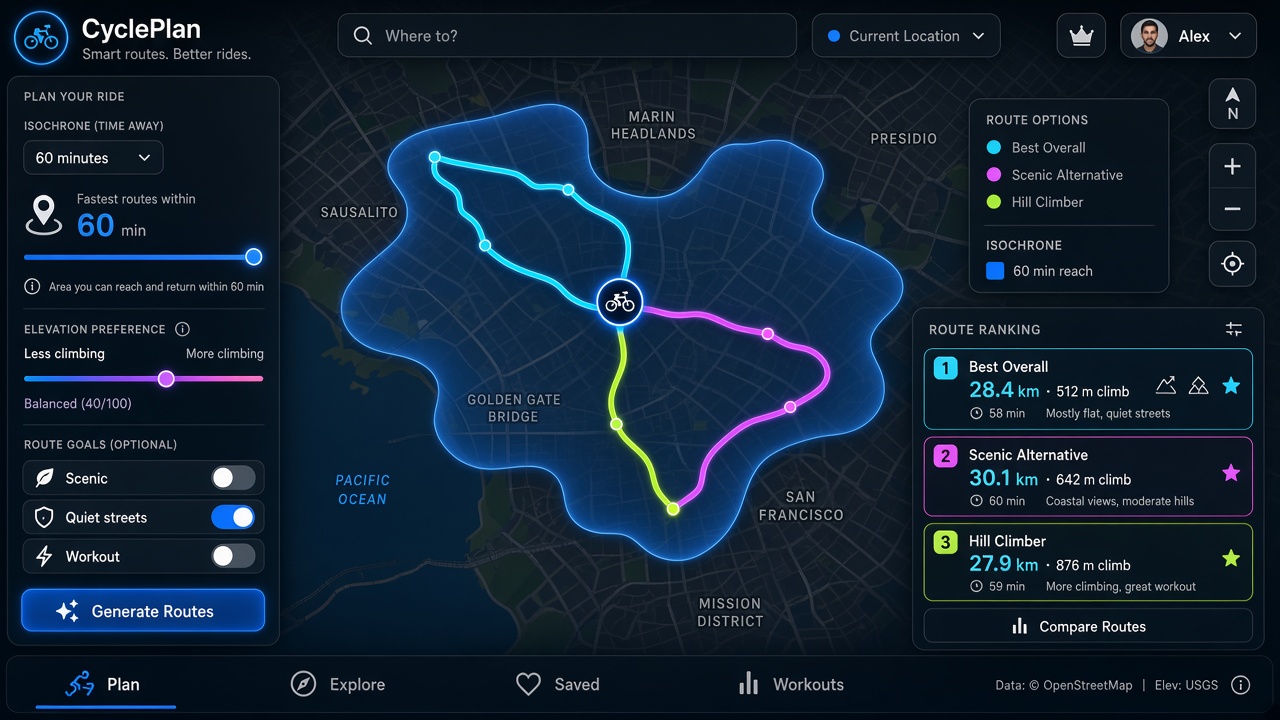 CyclePlan
Smart routes. Better rides.
Where to?
Current Location
Alex
PLAN YOUR RIDE
ISOCHRONE (TIME AWAY)
60 minutes
Fastest routes within
60 min
Area you can reach and return within 60 min
ELEVATION PREFERENCE
Less climbing
More climbing
Balanced (40/100)
ROUTE GOALS (OPTIONAL)
Scenic
Quiet streets
Workout
Generate Routes
MARIN
HEADLANDS
PRESIDIO
SAUSALITO
GOLDEN GATE
BRIDGE
PACIFIC
OCEAN
SAN
FRANCISCO
MISSION
DISTRICT
N
ROUTE OPTIONS
Best Overall
Scenic Alternative
Hill Climber
ISOCHRONE
60 min reach
ROUTE RANKING
1 Best Overall
28.4 km · 512 m climb
58 min Mostly flat, quiet streets
2 Scenic Alternative
30.1 km · 642 m climb
60 min Coastal views, moderate hills
3 Hill Climber
27.9 km · 876 m climb
59 min More climbing, great workout
Compare Routes
Plan
Explore
Saved
Workouts
Data: © OpenStreetMap | Elev: USGS